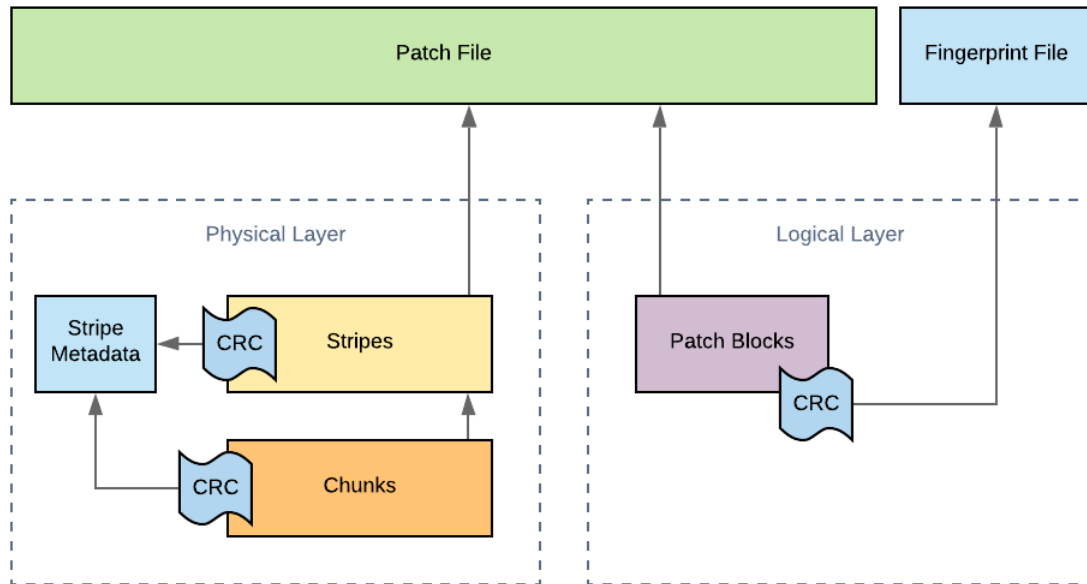 Patch File
Fingerprint File
Physical Layer
Logical Layer
Stripe
Metadata
CRC
Stripes
Patch Blocks
CRC
CRC
Chunks